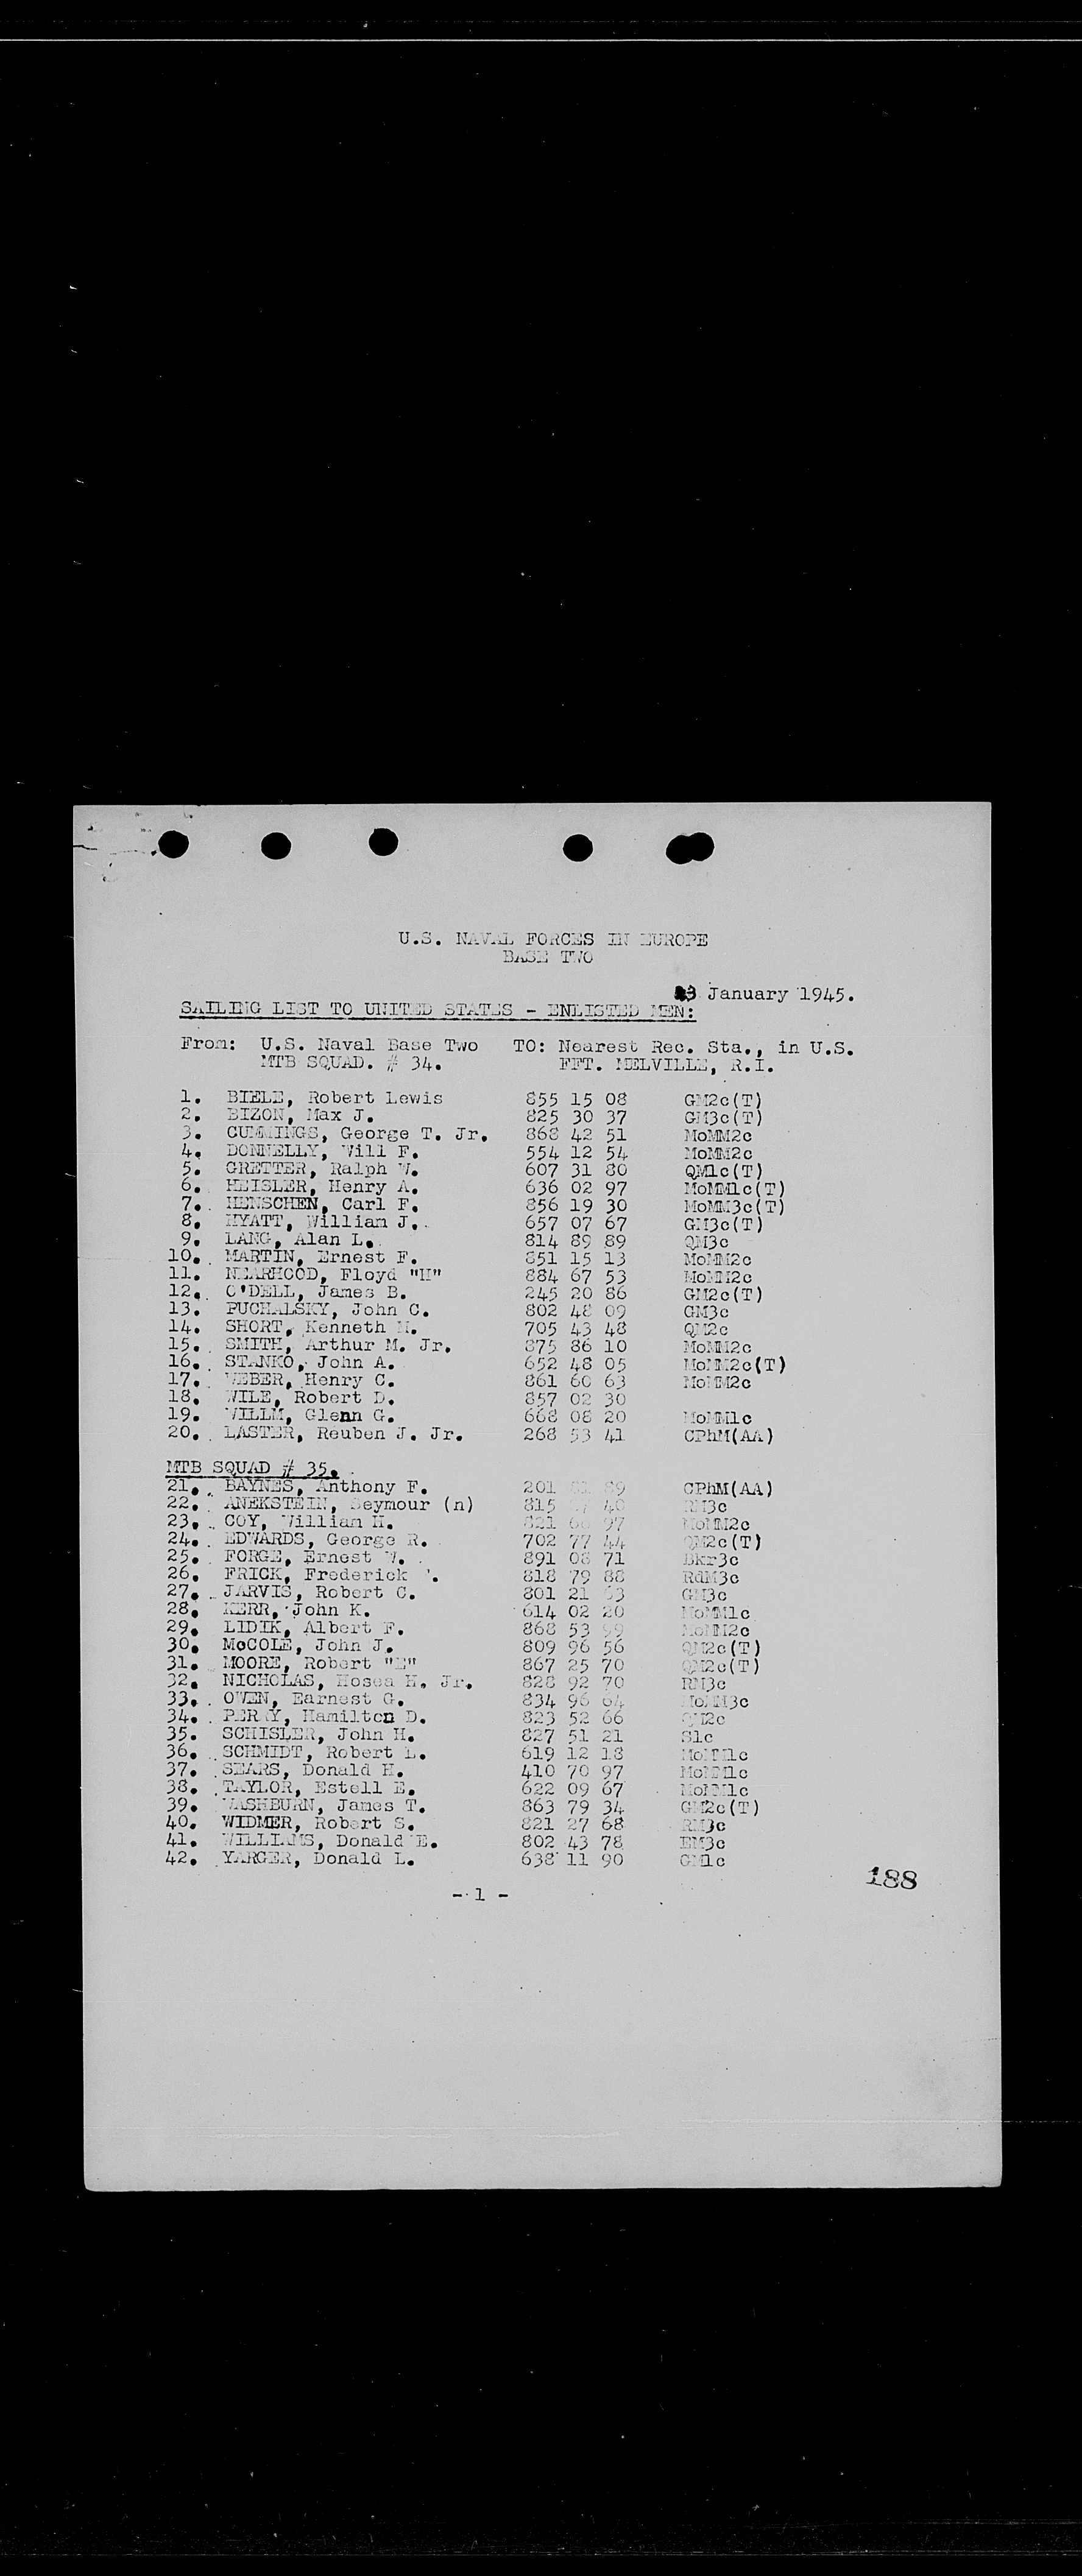 U.S. NAVAL FORCES IN EUROPE
BASE TWO
January 1945.
SAILING LIST TO UNITED STATES - ENLISTED MEN:
From: U.S. Naval Base Two TO: Nearest Rec. Sta., in U.S.
MTB SQUAD. # 34. FFT. MELVILLE, R.I.
1. BIELE, Robert Lewis 855 15 08 GM2c(T)
2. BIZON, Max J. 825 30 37 GM3c(T)
3. CUMMINGS, George T. Jr. 868 42 51 MoMM2c
4. DONNELLY, Will F. 554 12 54 MoMM2c
5. GRETTER, Ralph W. 607 31 80 QM1c(T)
6. HEISLER, Henry A. 636 02 97 MoMM1c(T)
7. HENSCHEN, Carl F. 856 19 30 MoMM3c(T)
8. HYATT, William J. 657 07 67 GM3c(T)
9. LANG, Alan L. 814 89 89 QM3c
10. MARTIN, Ernest F. 851 15 13 MoMM2c
11. NEARHOOD, Floyd "H" 884 67 53 MoMM2c
12. O'DELL, James B. 245 20 86 GM2c(T)
13. PUCHALSKY, John C. 802 48 09 GM3c
14. SHORT, Kenneth 705 43 48 QM2c
15. SMITH, Arthur M. Jr. 875 86 10 MoMM2c
16. STANKO, John A. 652 48 05 MoMM2c(T)
17. WEBER, Henry C. 861 60 63 MoMM2c
18. WILE, Robert D. 857 02 30
19. WILLM, Glenn G. 668 08 20 MoMM1c
20. LASTER, Reuben J. Jr. 268 53 41 CPhM(AA)
MTB SQUAD # 35.
21. BAYNES, Anthony F. 201 CPhM(AA)
22. ANEKSTEIN, Seymour (n) 815 40
23. COY, William H. 821 97 MoMM2c
24. EDWARDS, George R. 702 77 44 (T)
25. FORGE, Ernest W. 891 08 71 Bkr3c
26. FRICK, Frederick 818 79 88 RdM3c
27. JARVIS, Robert C. 801 21 GM3c
28. KERR, John K. 614 02 20 MoMM1c
29. LIDIK, Albert F. 868 53 MoMM2c
30. McCOLE, John J. 809 96 56 QM2c(T)
31. MOORE, Robert "E" 867 25 70 QM2c(T)
32. NICHOLAS, Hosea H. Jr. 828 92 70 RM3c
33. OWEN, Earnest G. 834 96 64 MoMM3c
34. PERRY, Hamilton D. 823 52 66
35. SCHISLER, John H. 827 51 21 S1c
36. SCHMIDT, Robert L. 619 12 18 MoMM1c
37. SEARS, Donald H. 410 70 97 MoMM1c
38. TAYLOR, Estell E. 622 09 67 MoMM1c
39. WASHBURN, James T. 863 79 34 GM2c(T)
40. WIDMER, Robert S. 821 27 68 RM3c
41. WILLIAMS, Donald E. 802 43 78 EM3c
42. YARGER, Donald L. 638 11 90 GM1c
188
- 1 -